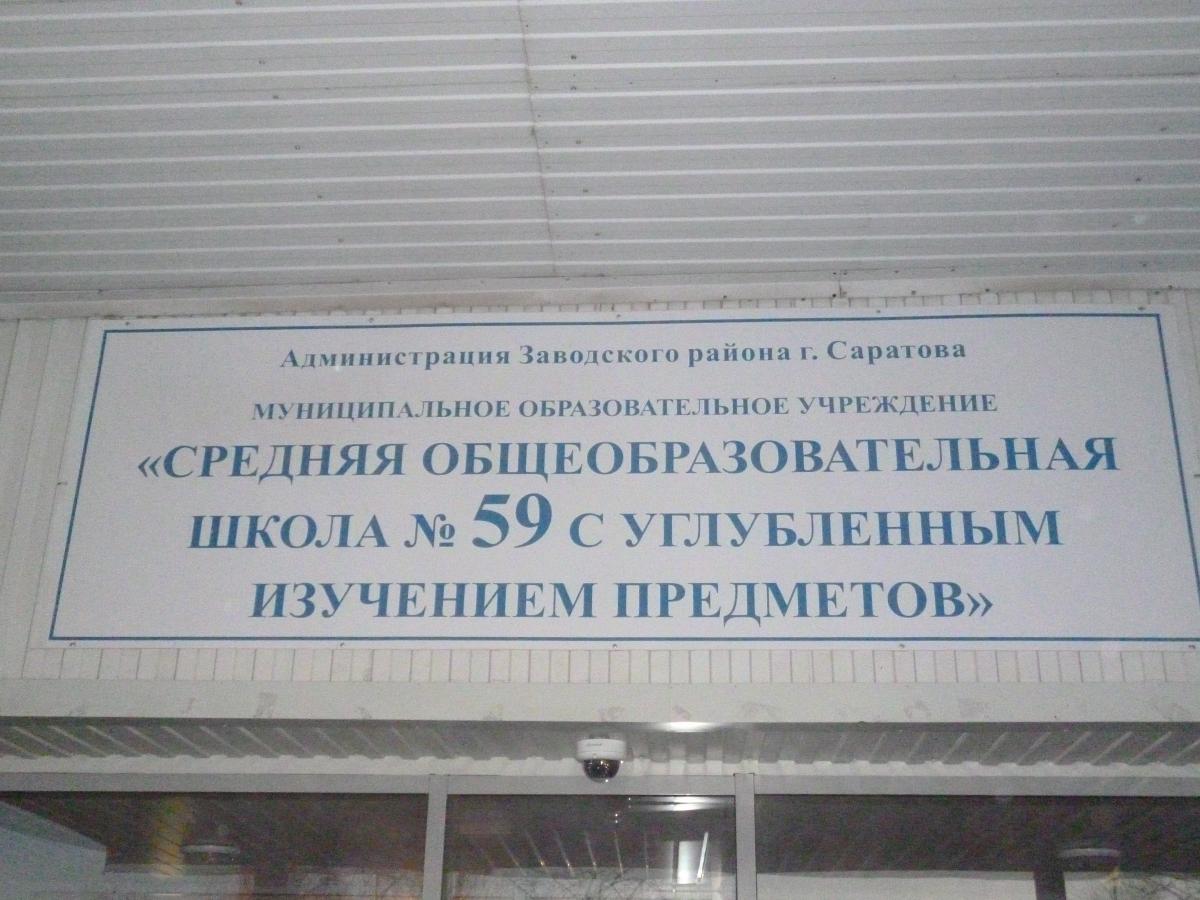 Администрация Заводского района г. Саратова
МУНИЦИПАЛЬНОЕ ОБРАЗОВАТЕЛЬНОЕ УЧРЕЖДЕНИЕ
«СРЕДНЯЯ ОБЩЕОБРАЗОВАТЕЛЬНАЯ
ШКОЛА № 59 С УГЛУБЛЕННЫМ
ИЗУЧЕНИЕМ ПРЕДМЕТОВ»